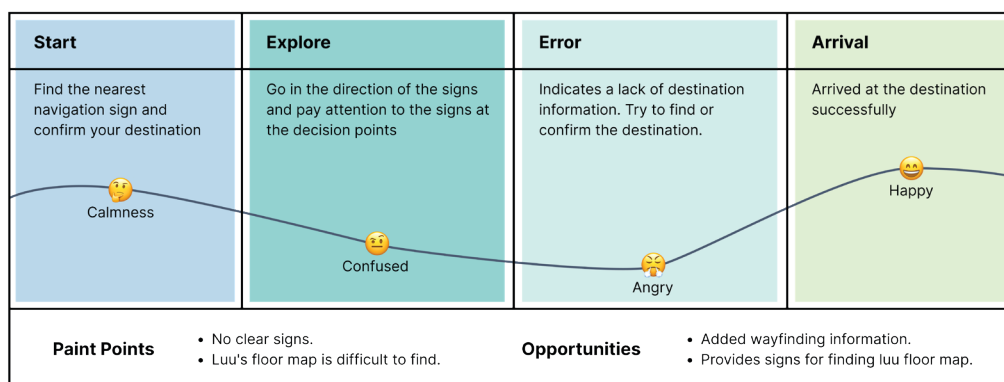 Start
Find the nearest
navigation sign and
confirm your destination
Calmness
Explore
Go in the direction of the signs
and pay attention to the signs at
the decision points
Confused
Error
Indicates a lack of destination
information. Try to find or
confirm the destination.
Angry
Arrival
Arrived at the destination
successfully
Happy
Paint Points
• No clear signs.
• Luu's floor map is difficult to find.
Opportunities
• Added wayfinding information.
• Provides signs for finding luu floor map.